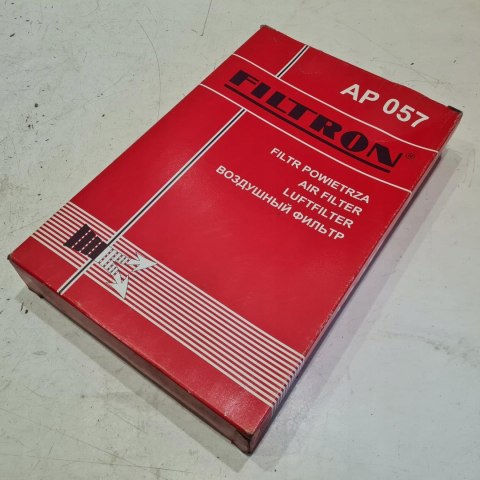 AP 057
FILTRON®
FILTR POWIETRZA
AIR FILTER
LUFTFILTER
ВОЗДУШНЫЙ ФИЛЬТР